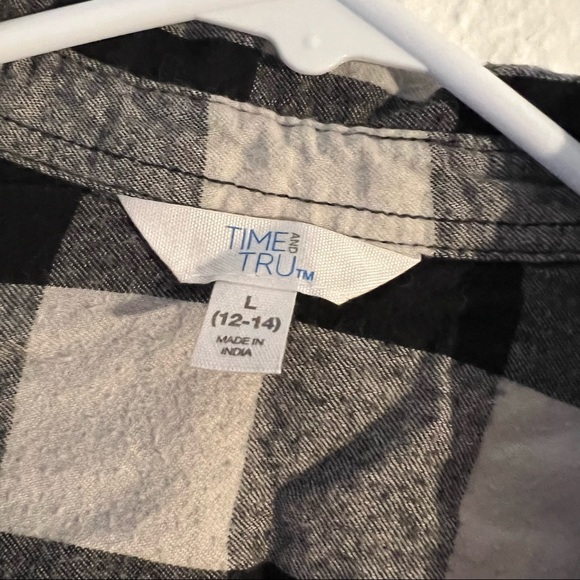 TIME AND
TRU™
L
(12-14)
MADE IN
INDIA